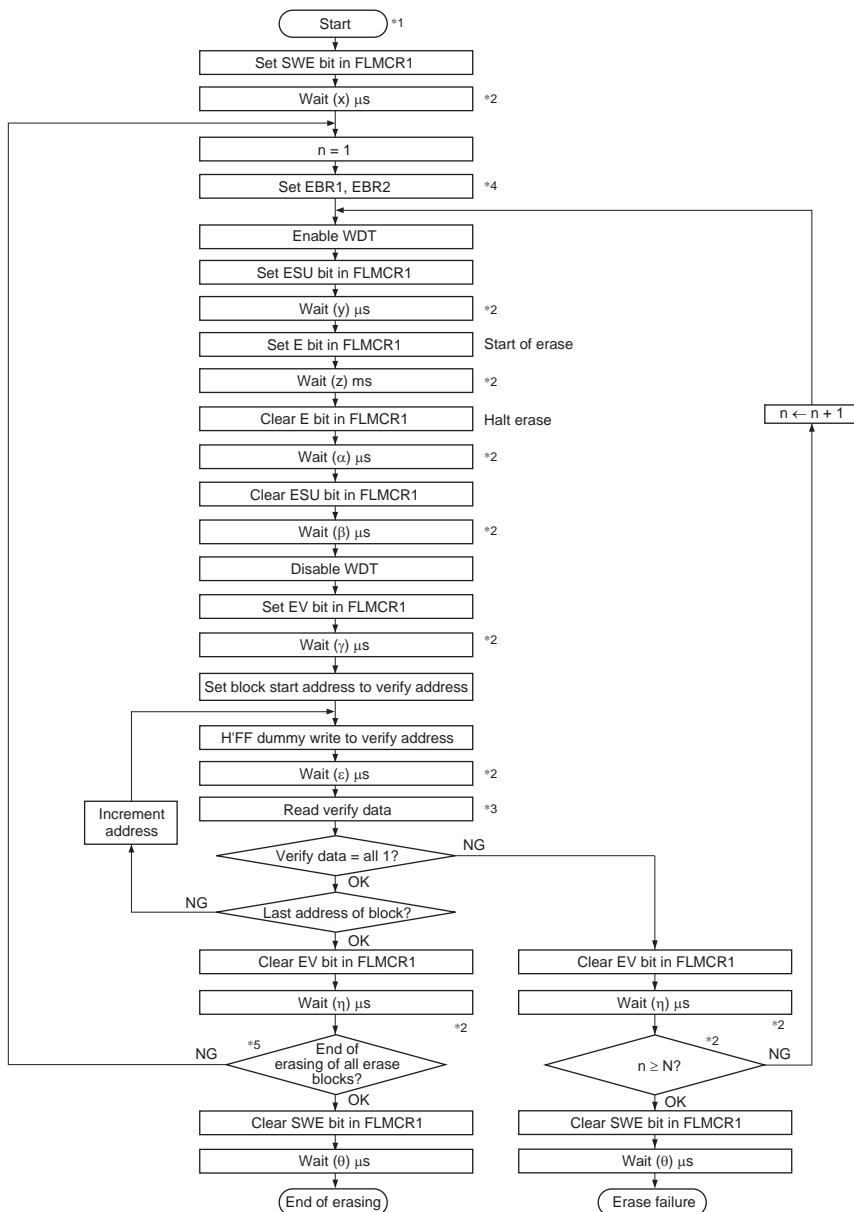 Start *1
Set SWE bit in FLMCR1
Wait (x) μs *2
n = 1
Set EBR1, EBR2 *4
Enable WDT
Set ESU bit in FLMCR1
Wait (y) μs *2
Set E bit in FLMCR1 Start of erase
Wait (z) ms *2
n ← n + 1
Clear E bit in FLMCR1 Halt erase
Wait (α) μs *2
Clear ESU bit in FLMCR1
Wait (β) μs *2
Disable WDT
Set EV bit in FLMCR1
Wait (γ) μs *2
Set block start address to verify address
H'FF dummy write to verify address
Wait (ε) μs *2
Read verify data *3
Increment
address
Verify data = all 1? NG
OK
NG Last address of block?
OK
Clear EV bit in FLMCR1
Wait (η) μs
*2
NG *5
End of
erasing of all erase
blocks?
OK
Clear SWE bit in FLMCR1
Wait (θ) μs
End of erasing
Clear EV bit in FLMCR1
Wait (η) μs
*2
*2
n ≥ N? NG
OK
Clear SWE bit in FLMCR1
Wait (θ) μs
Erase failure